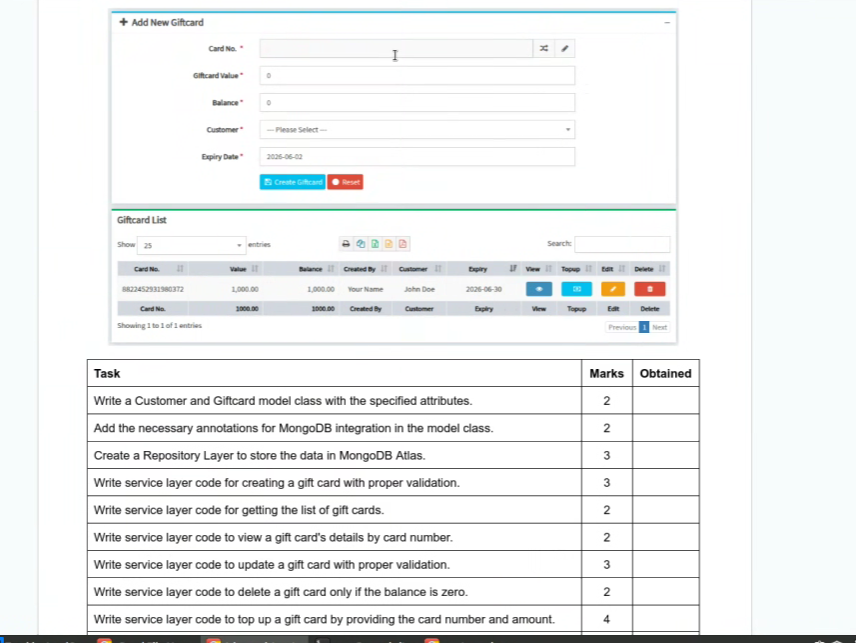 + Add New Giftcard
Card No. *
Giftcard Value *
0
Balance *
0
Customer *
--- Please Select ---
Expiry Date *
2026-06-02
Create Giftcard Reset
Giftcard List
Show 25 entries Search:
Card No. Value Balance Created By Customer Expiry View Topup Edit Delete
8822452931980372 1,000.00 1,000.00 Your Name John Doe 2026-06-30
Card No. 1000.00 1000.00 Created By Customer Expiry View Topup Edit Delete
Showing 1 to 1 of 1 entries Previous 1 Next
Task Marks Obtained
Write a Customer and Giftcard model class with the specified attributes. 2
Add the necessary annotations for MongoDB integration in the model class. 2
Create a Repository Layer to store the data in MongoDB Atlas. 3
Write service layer code for creating a gift card with proper validation. 3
Write service layer code for getting the list of gift cards. 2
Write service layer code to view a gift card's details by card number. 2
Write service layer code to update a gift card with proper validation. 3
Write service layer code to delete a gift card only if the balance is zero. 2
Write service layer code to top up a gift card by providing the card number and amount. 4